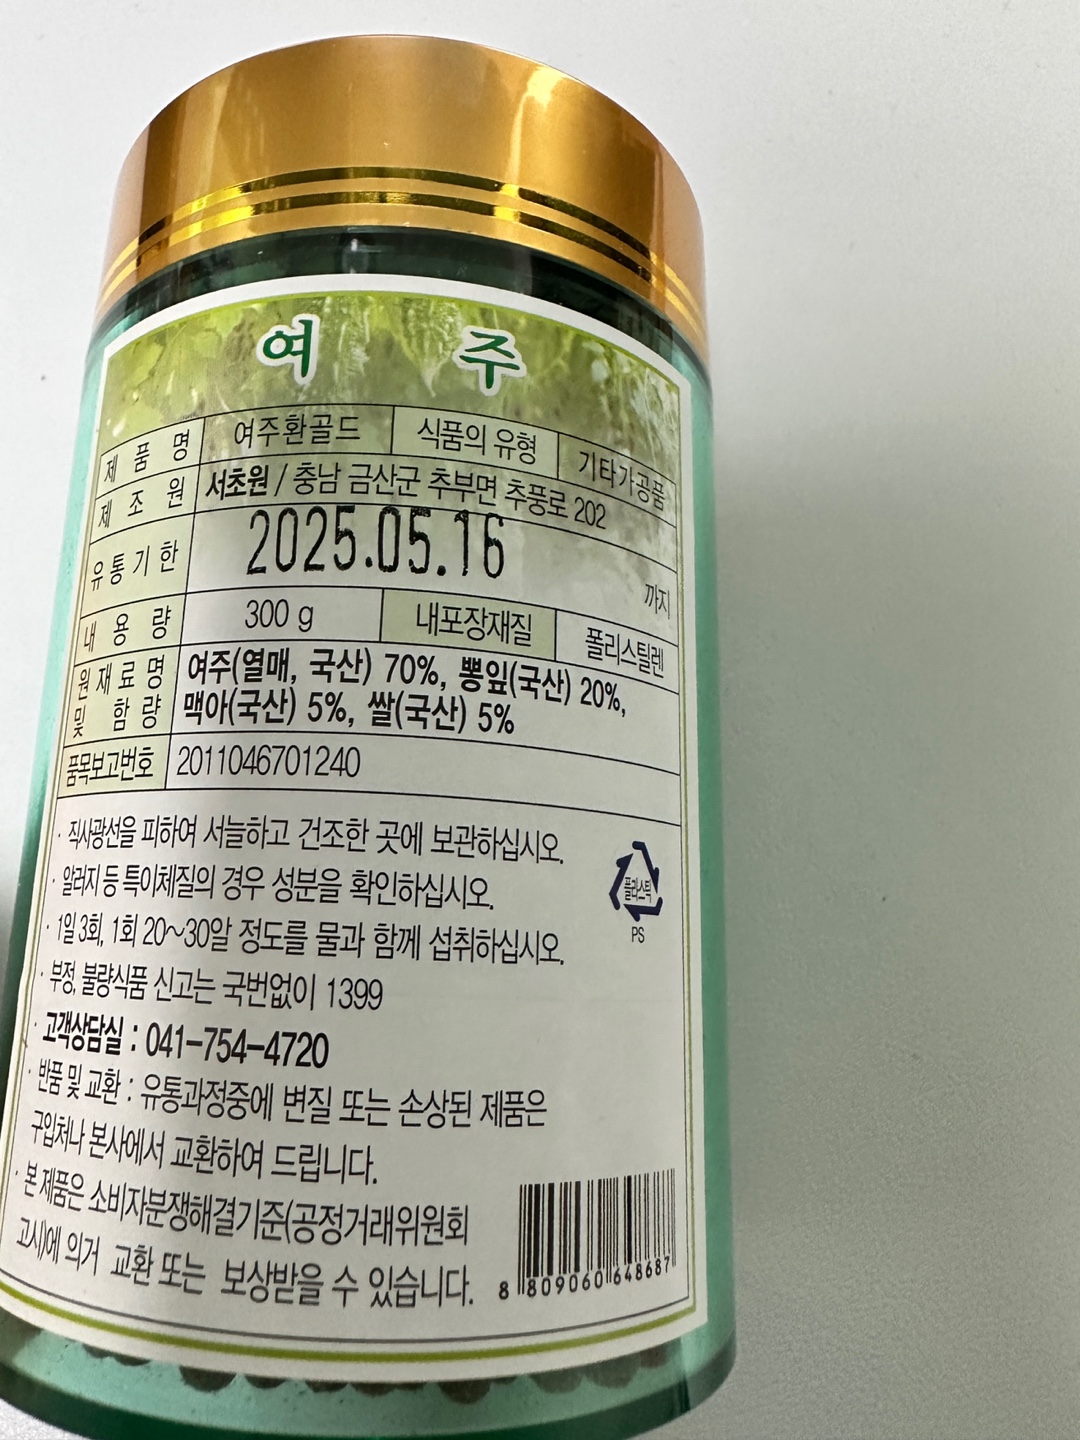 여 주
제 품 명 여주환골드 식품의 유형 기타가공품
제 조 원 서초원 / 충남 금산군 추부면 추풍로 202
유통기한 2025.05.16 까지
내 용 량 300 g 내포장재질 폴리스틸렌
원재료명 여주(열매, 국산) 70%, 뽕잎(국산) 20%,
및 함량 맥아(국산) 5%, 쌀(국산) 5%
품목보고번호 2011046701240
· 직사광선을 피하여 서늘하고 건조한 곳에 보관하십시오.
· 알러지 등 특이체질의 경우 성분을 확인하십시오.
· 1일 3회, 1회 20~30알 정도를 물과 함께 섭취하십시오.
· 부정, 불량식품 신고는 국번없이 1399
· 고객상담실 : 041-754-4720
· 반품 및 교환 : 유통과정중에 변질 또는 손상된 제품은
구입처나 본사에서 교환하여 드립니다.
· 본 제품은 소비자분쟁해결기준(공정거래위원회
고시)에 의거 교환 또는 보상받을 수 있습니다.
플라스틱
PS
8 809060 648687